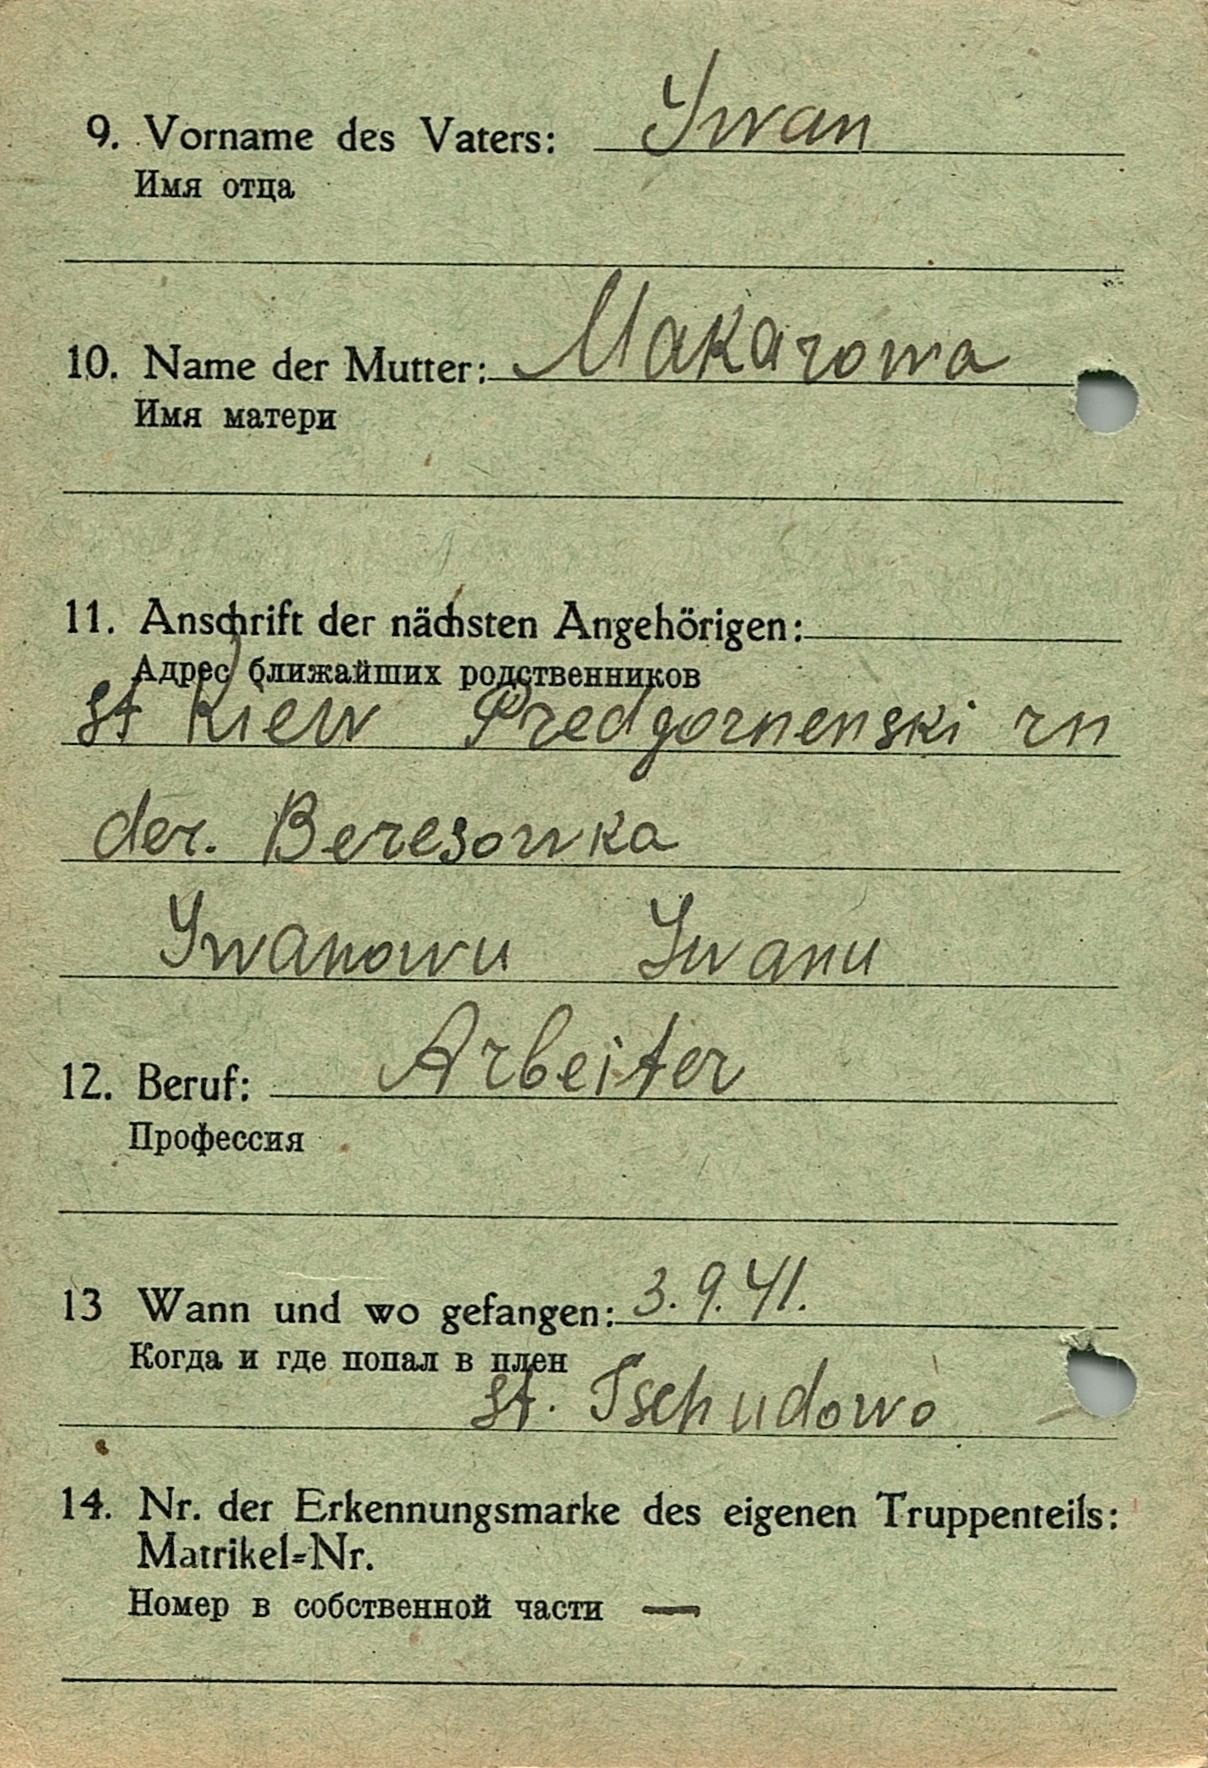 9. Vorname des Vaters: Iwan
Имя отца
10. Name der Mutter: Makarowa
Имя матери
11. Anschrift der nächsten Angehörigen:
Адрес ближайших родственников
st Kiew Predgornenski rn
der. Beresowka
Iwanowu Iwanu
12. Beruf: Arbeiter
Профессия
13 Wann und wo gefangen: 3.9.41.
Когда и где попал в плен
st. Tschudowo
14. Nr. der Erkennungsmarke des eigenen Truppenteils:
Matrikel=Nr.
Номер в собственной части —